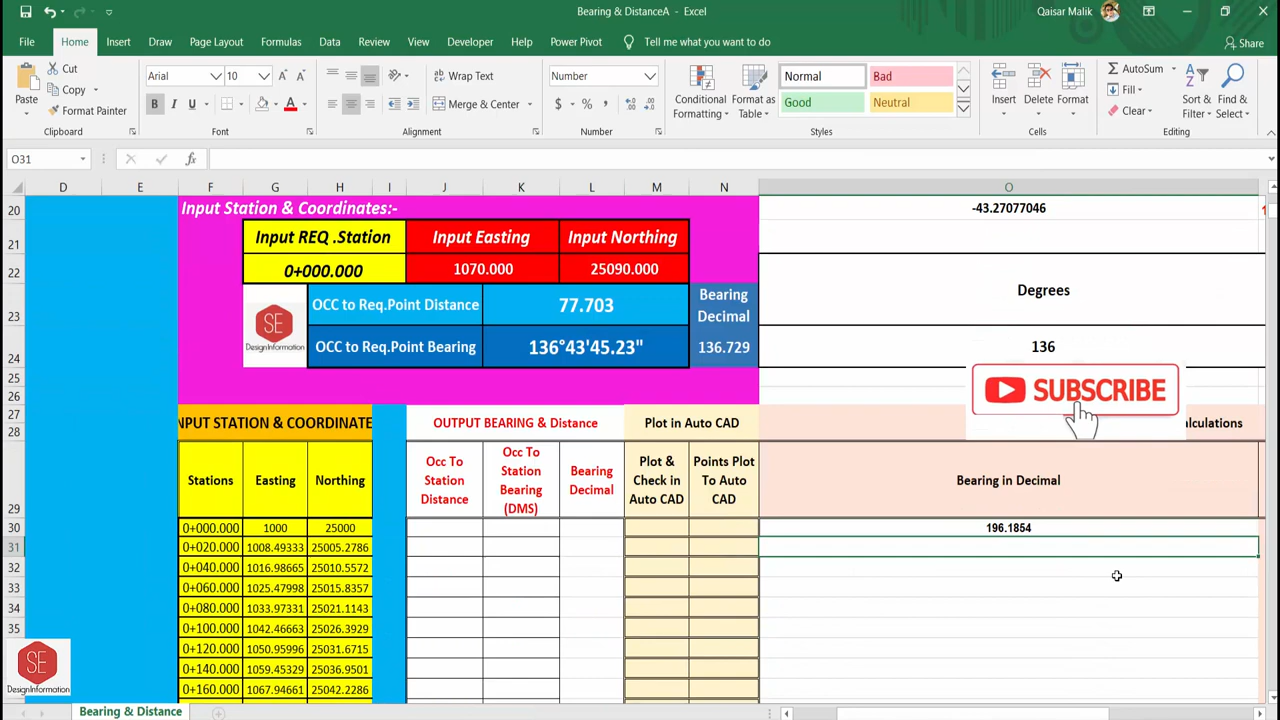 Bearing & DistanceA - Excel
Qaisar Malik
File Home Insert Draw Page Layout Formulas Data Review View Developer Help Power Pivot Tell me what you want to do Share
Paste
Cut
Copy
Format Painter
Clipboard
Arial 10
B I U
Font
Wrap Text
Merge & Center
Alignment
Number
$ % ,
Number
Conditional Formatting
Format as Table
Normal Bad
Good Neutral
Styles
Insert Delete Format
Cells
AutoSum
Fill
Clear
Sort & Filter
Find & Select
Editing
O31 fx
D E F G H I J K L M N O
20 Input Station & Coordinates:- -43.27077046
21 Input REQ .Station Input Easting Input Northing
22 0+000.000 1070.000 25090.000
Degrees
23 OCC to Req.Point Distance 77.703 Bearing Decimal
24 OCC to Req.Point Bearing 136°43'45.23" 136.729 136
SE
DesignInformation
25
26
SUBSCRIBE
27
28 NPUT STATION & COORDINATE OUTPUT BEARING & Distance Plot in Auto CAD alculations
29 Stations Easting Northing
Occ To Station Distance
Occ To Station Bearing (DMS)
Bearing Decimal
Plot & Check in Auto CAD
Points Plot To Auto CAD
Bearing in Decimal
30 0+000.000 1000 25000 196.1854
31 0+020.000 1008.49333 25005.2786
32 0+040.000 1016.98665 25010.5572
33 0+060.000 1025.47998 25015.8357
34 0+080.000 1033.97331 25021.1143
35 0+100.000 1042.46663 25026.3929
0+120.000 1050.95996 25031.6715
0+140.000 1059.45329 25036.9501
0+160.000 1067.94661 25042.2286
SE
DesignInformation
Bearing & Distance